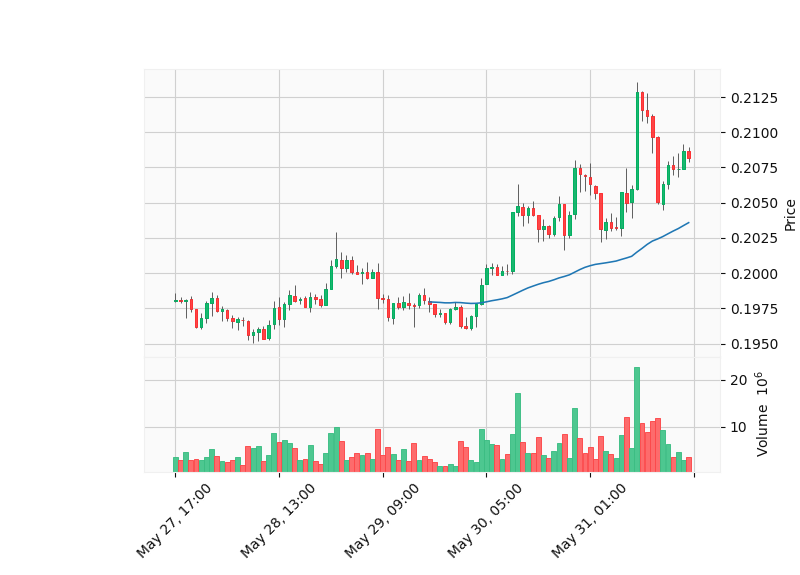 0.2125
0.2100
0.2075
0.2050
0.2025
0.2000
0.1975
0.1950
Price
20
10
Volume 10⁶
May 27, 17:00
May 28, 13:00
May 29, 09:00
May 30, 05:00
May 31, 01:00